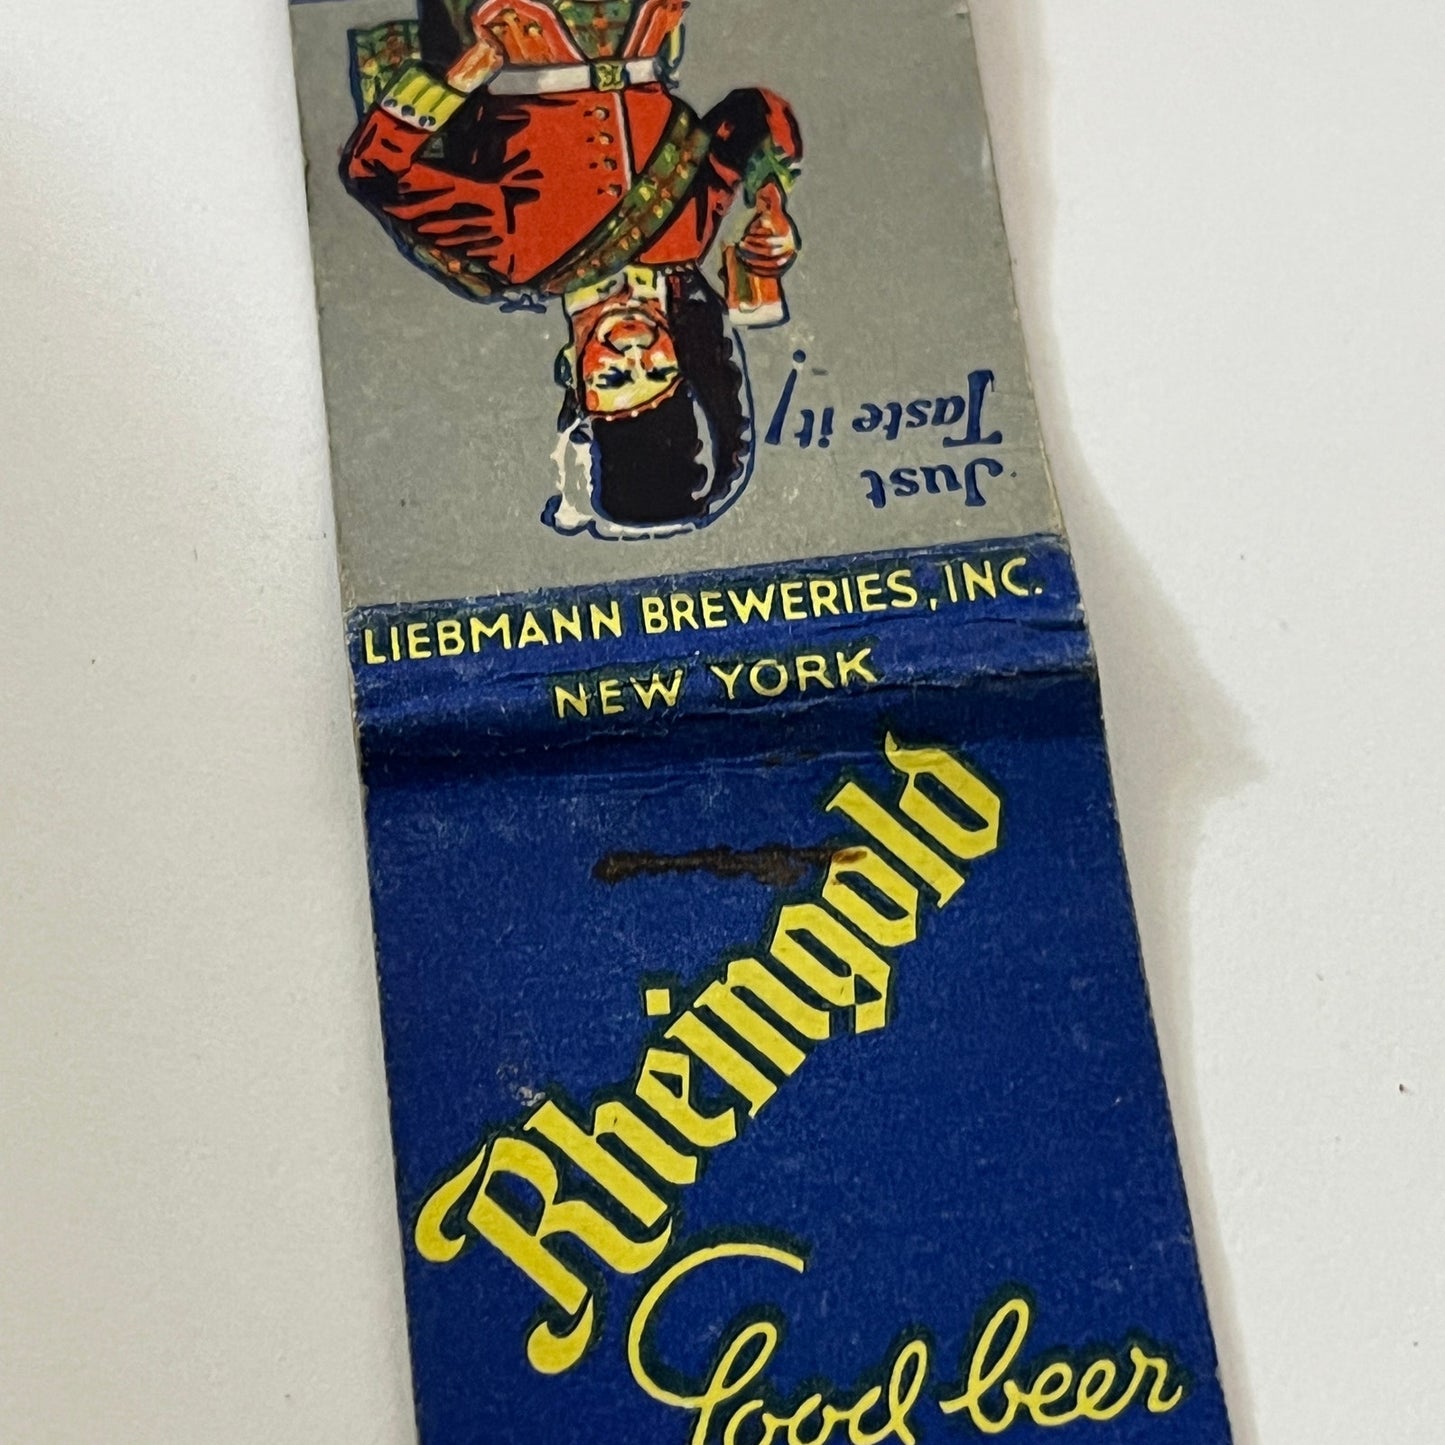 Just
Taste it!
LIEBMANN BREWERIES, INC.
NEW YORK
Rheingold
Good beer